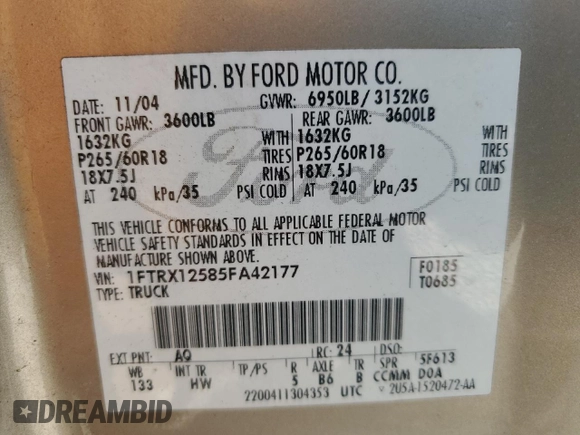 MFD. BY FORD MOTOR CO.
DATE: 11/04 GVWR: 6950LB/ 3152KG
FRONT GAWR: 3600LB REAR GAWR: 3600LB
1632KG WITH 1632KG WITH
P265/60R18 TIRES P265/60R18 TIRES
18X7.5J RIMS 18X7.5J RIMS
AT 240 kPa/35 PSI COLD AT 240 kPa/35 PSI COLD
Ford
THIS VEHICLE CONFORMS TO ALL APPLICABLE FEDERAL MOTOR
VEHICLE SAFETY STANDARDS IN EFFECT ON THE DATE OF
MANUFACTURE SHOWN ABOVE.
VIN: 1FTRX12585FA42177 F0185
TYPE: TRUCK T0685
EXT PNT: AQ RC: 24 DSO:
WB INT TR TP/PS R AXLE TR SPR 5F613
133 HW 5 B6 B CCMM DOA
2200411304353 UTC 2U5A-1520472-AA
DREAMBID